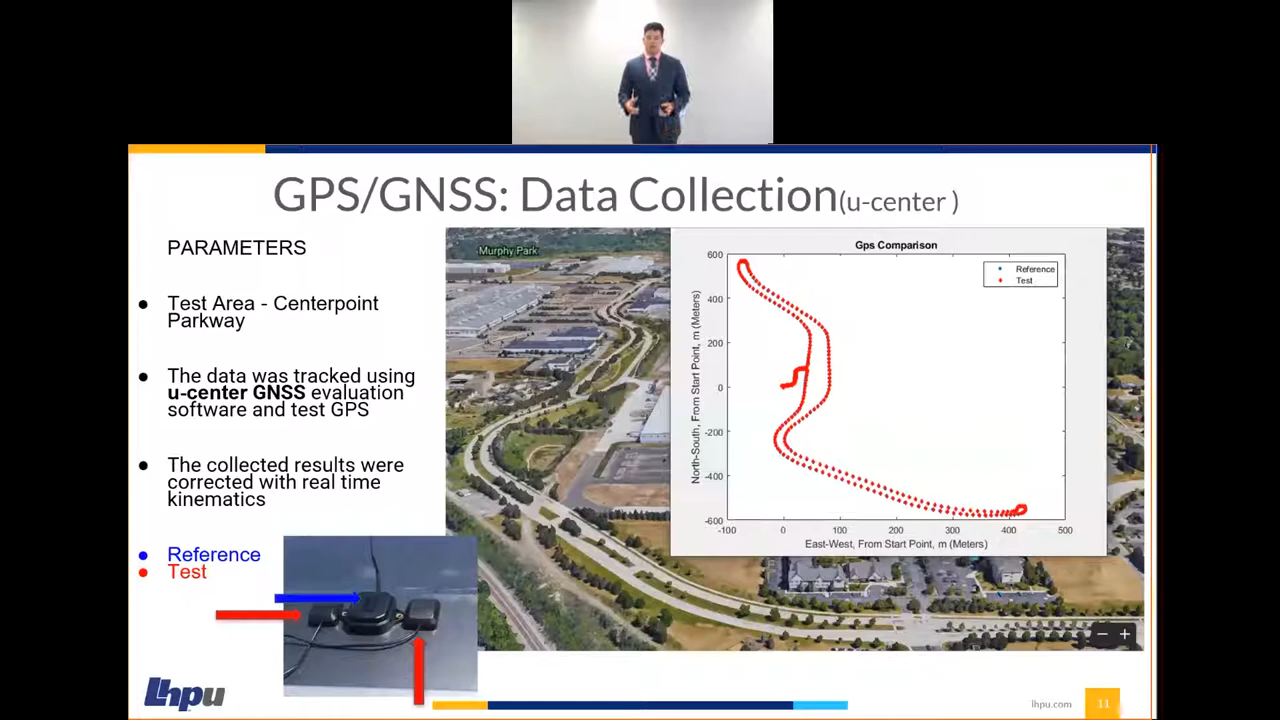 GPS/GNSS: Data Collection(u-center )
PARAMETERS
● Test Area - Centerpoint
Parkway
● The data was tracked using
u-center GNSS evaluation
software and test GPS
● The collected results were
corrected with real time
kinematics
● Reference
● Test
Murphy Park
Gps Comparison
Reference
Test
North-South, From Start Point, m (Meters)
600
400
200
0
-200
-400
-600
-100 0 100 200 300 400 500
East-West, From Start Point, m (Meters)
− +
lhpu
lhpu.com 11